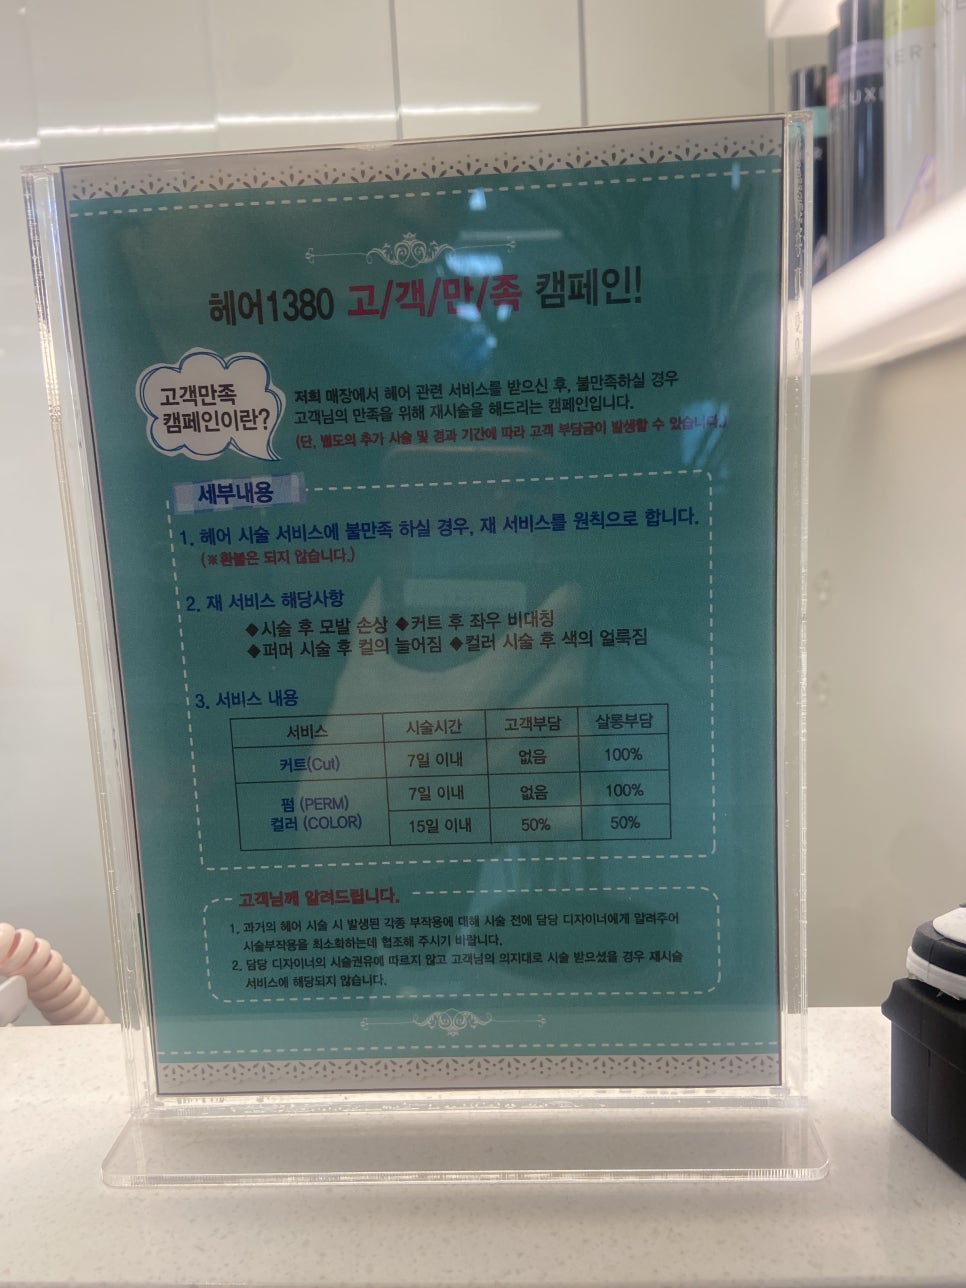 헤어1380 고/객/만/족 캠페인!
고객만족
캠페인이란?
저희 매장에서 헤어 관련 서비스를 받으신 후, 불만족하실 경우
고객님의 만족을 위해 재시술을 해드리는 캠페인입니다.
(단, 별도의 추가 시술 및 경과 기간에 따라 고객 부담금이 발생할 수 있습니다.)
세부내용
1. 헤어 시술 서비스에 불만족 하실 경우, 재 서비스를 원칙으로 합니다.
(※환불은 되지 않습니다.)
2. 재 서비스 해당사항
◆시술 후 모발 손상 ◆커트 후 좌우 비대칭
◆퍼머 시술 후 컬의 늘어짐 ◆컬러 시술 후 색의 얼룩짐
3. 서비스 내용
서비스 시술시간 고객부담 살롱부담
커트(Cut) 7일 이내 없음 100%
펌 (PERM)
컬러 (COLOR)
7일 이내 없음 100%
15일 이내 50% 50%
고객님께 알려드립니다.
1. 과거의 헤어 시술 시 발생된 각종 부작용에 대해 시술 전에 담당 디자이너에게 알려주어
시술부작용을 최소화하는데 협조해 주시기 바랍니다.
2. 담당 디자이너의 시술권유에 따르지 않고 고객님의 의지대로 시술 받으셨을 경우 재시술
서비스에 해당되지 않습니다.